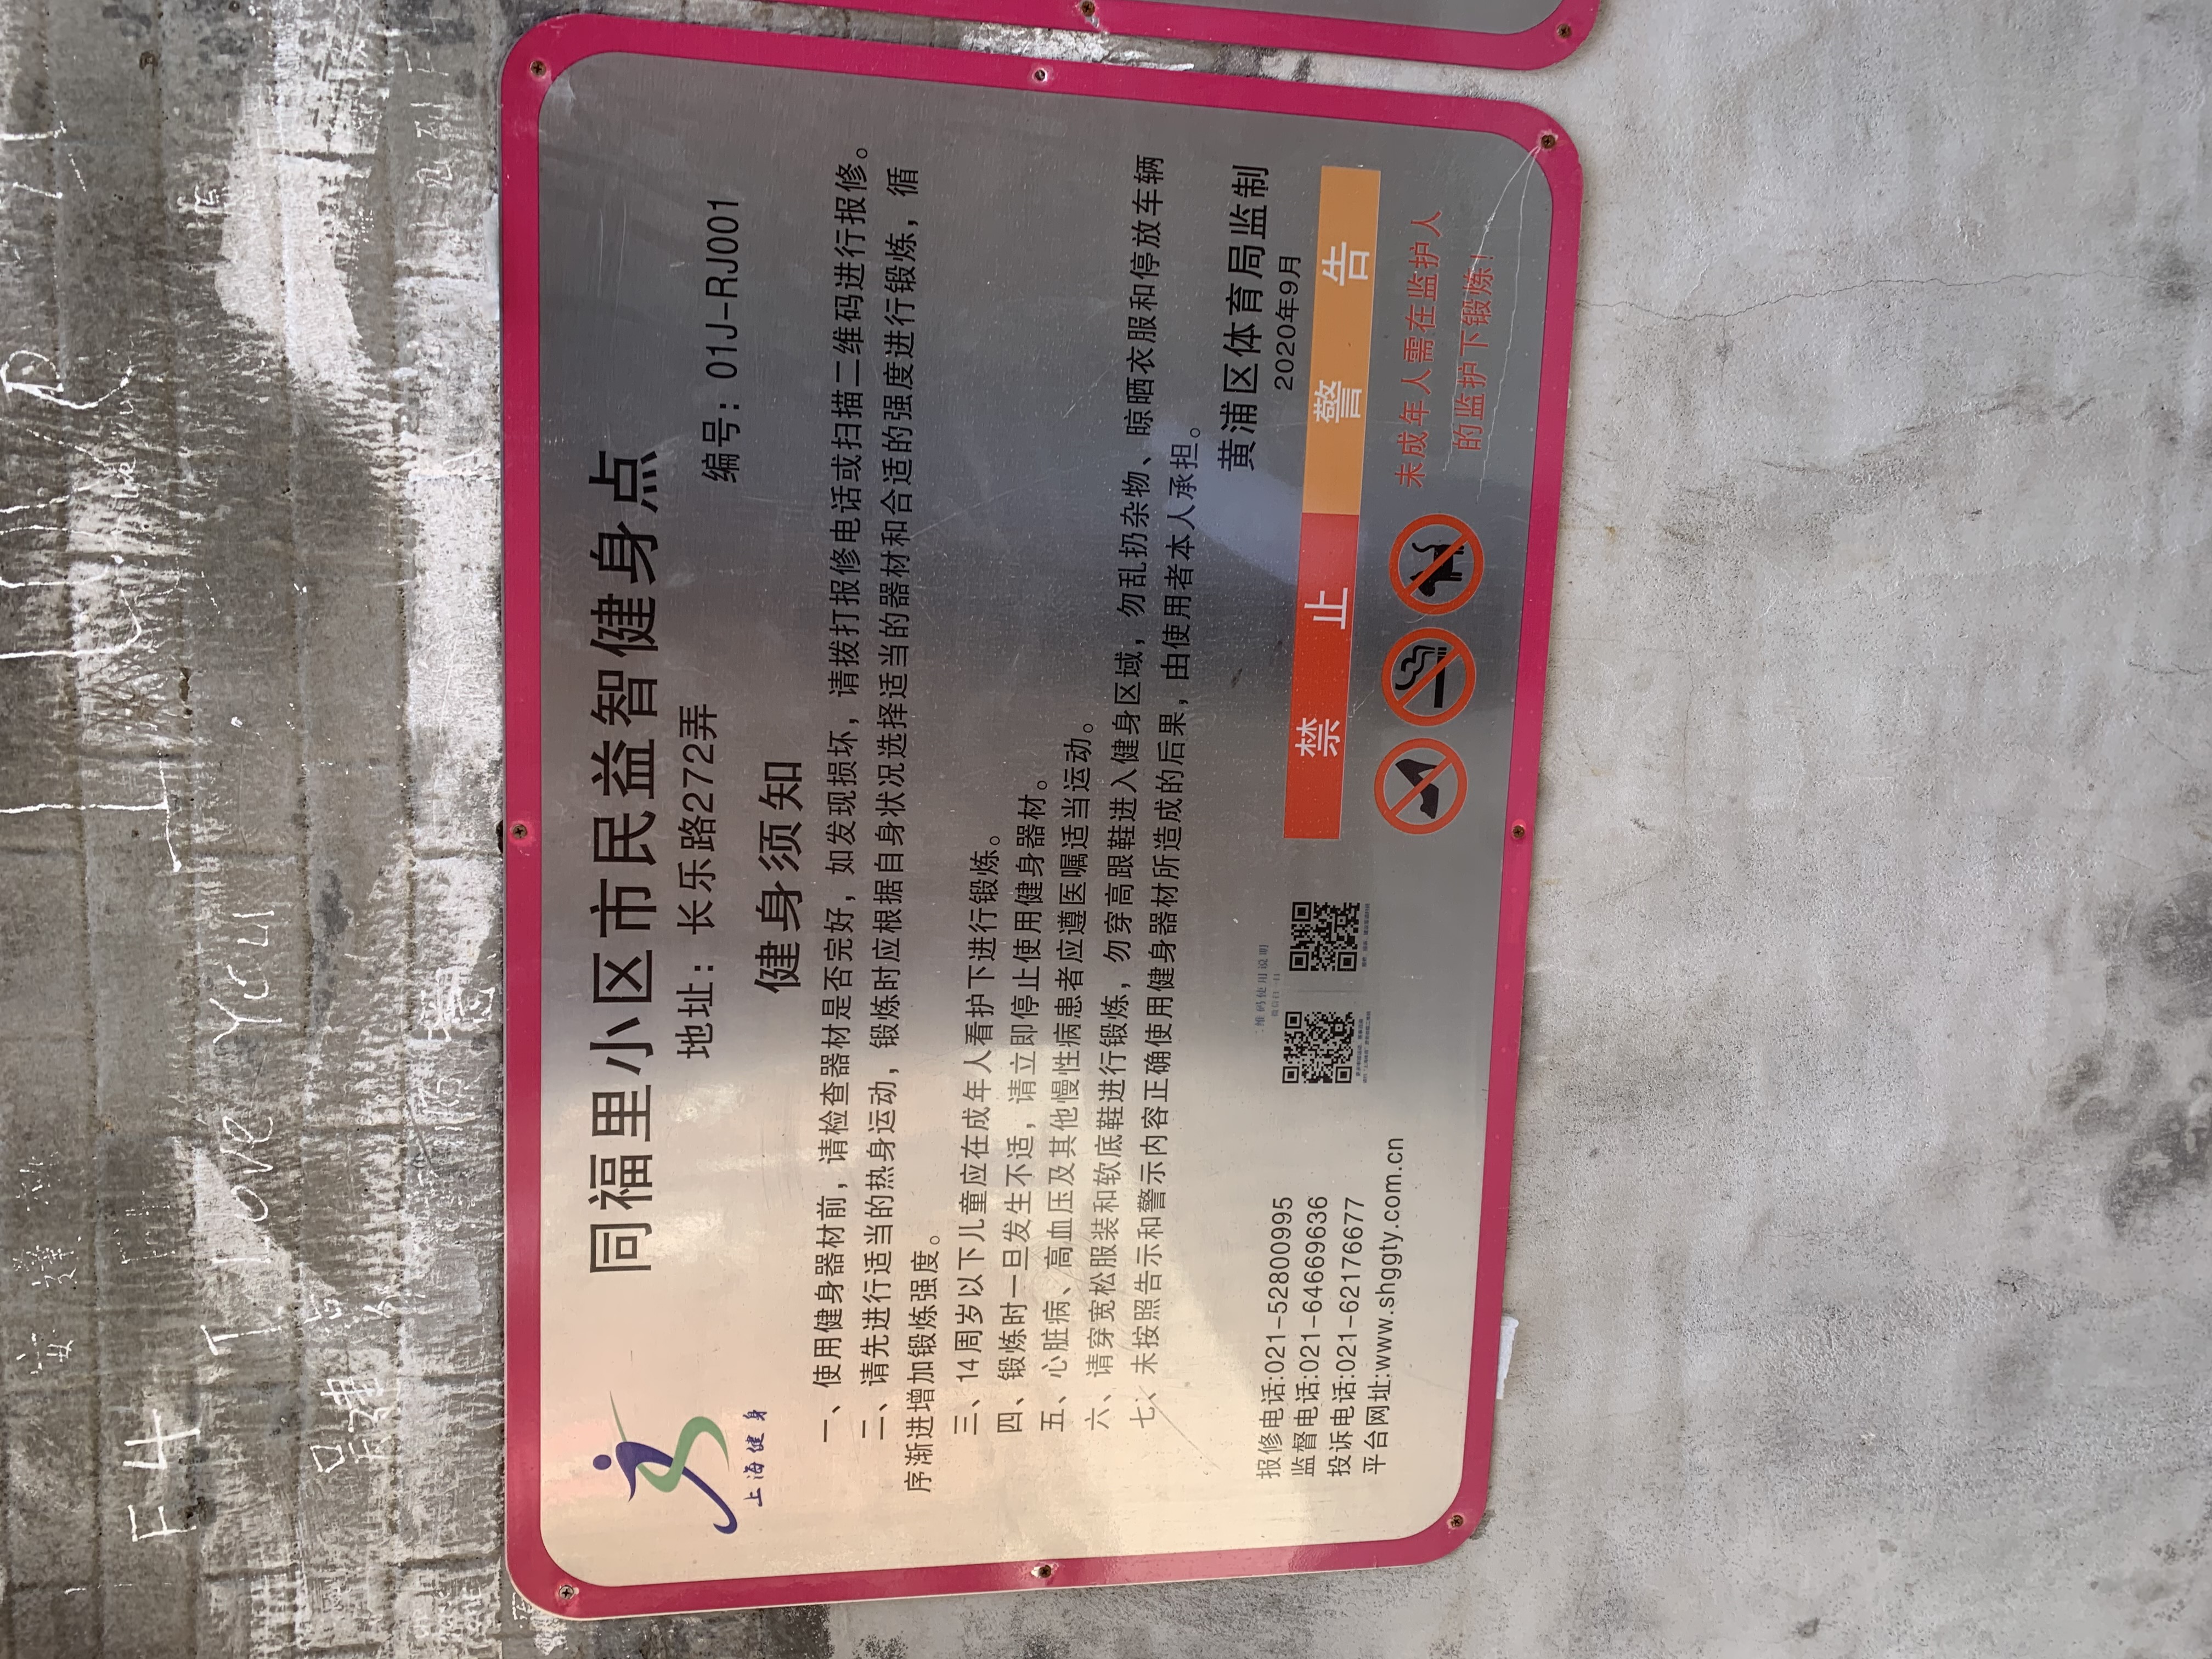 上海健身
同福里小区市民益智健身点
地址：长乐路272弄
编号：01J-RJ001
健身须知
一、使用健身器材前，请检查器材是否完好，如发现损坏，请拨打报修电话或扫描二维码进行报修。
二、请先进行适当的热身运动，锻炼时应根据自身状况选择适当的器材和合适的强度进行锻炼，循
序渐进增加锻炼强度。
三、14周岁以下儿童应在成年人看护下进行锻炼。
四、锻炼时一旦发生不适，请立即停止使用健身器材。
五、心脏病、高血压及其他慢性病患者应遵医嘱适当运动。
六、请穿宽松服装和软底鞋进行锻炼，勿穿高跟鞋进入健身区域，勿乱扔杂物、晾晒衣服和停放车辆
七、未按照告示和警示内容正确使用健身器材所造成的后果，由使用者本人承担。
黄浦区体育局监制
2020年9月
报修电话:021-52800995
监督电话:021-64669636
投诉电话:021-62176677
平台网址:www.shggty.com.cn
二维码使用说明
禁止
警告
未成年人需在监护人
的监护下锻炼！
F4
I Love You